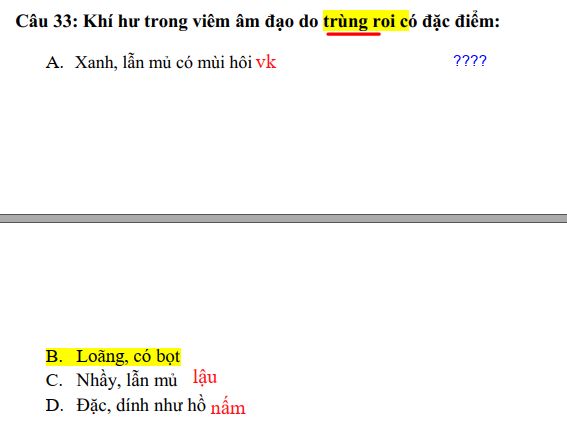 Câu 33: Khí hư trong viêm âm đạo do trùng roi có đặc điểm:
A. Xanh, lẫn mủ có mùi hôi vk ????
B. Loãng, có bọt
C. Nhầy, lẫn mủ lậu
D. Đặc, dính như hồ nấm